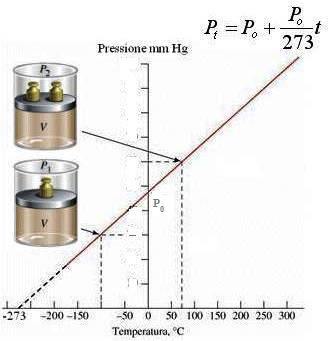 P_t = P_o + P_o/273 t
Pressione mm Hg
P_2
V
P_1
V
P_0
-273 -200 -150 -50 0 50 100 150 200 250 300
Temperatura, °C